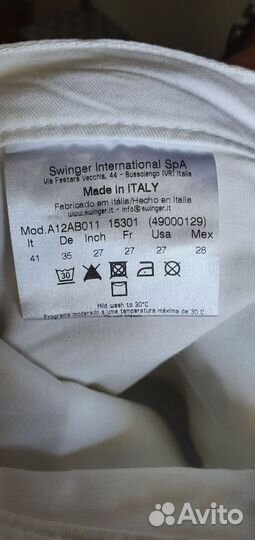 Swinger International SpA
Via Festara Vecchia, 44 - Bussolengo (VR) Italia
Made in ITALY
Fabricado em Itália/Hecho en Italia
www.swinger.it - info@swinger.it
Mod.A12AB011 15301 (49000129)
It De Inch Fr Usa Mex
41 35 27 27 27 28
30
Mild wash to 30°C
Programa moderado a uma temperatura máxima de 30 C
Avito